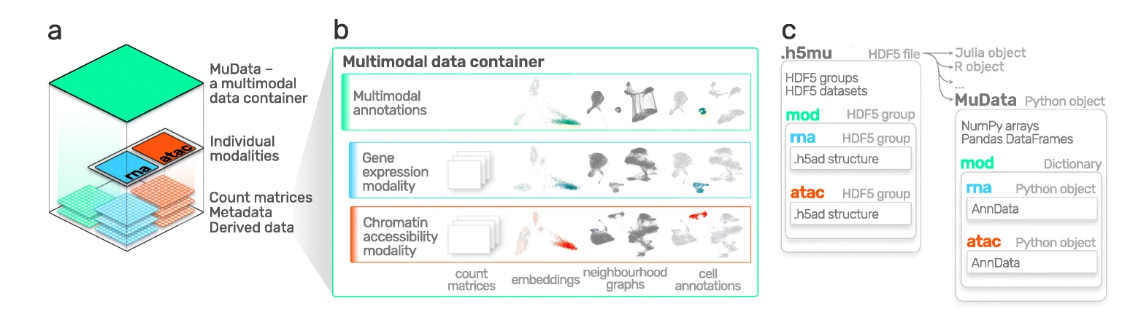 a
MuData –
a multimodal
data container
Individual
modalities
rna
atac
Count matrices
Metadata
Derived data
b
Multimodal data container
Multimodal
annotations
Gene
expression
modality
Chromatin
accessibility
modality
count
matrices
embeddings
neighbourhood
graphs
cell
annotations
c
.h5mu HDF5 file
HDF5 groups
HDF5 datasets
mod HDF5 group
rna HDF5 group
.h5ad structure
atac HDF5 group
.h5ad structure
Julia object
R object
...
MuData Python object
NumPy arrays
Pandas DataFrames
mod Dictionary
rna Python object
AnnData
atac Python object
AnnData